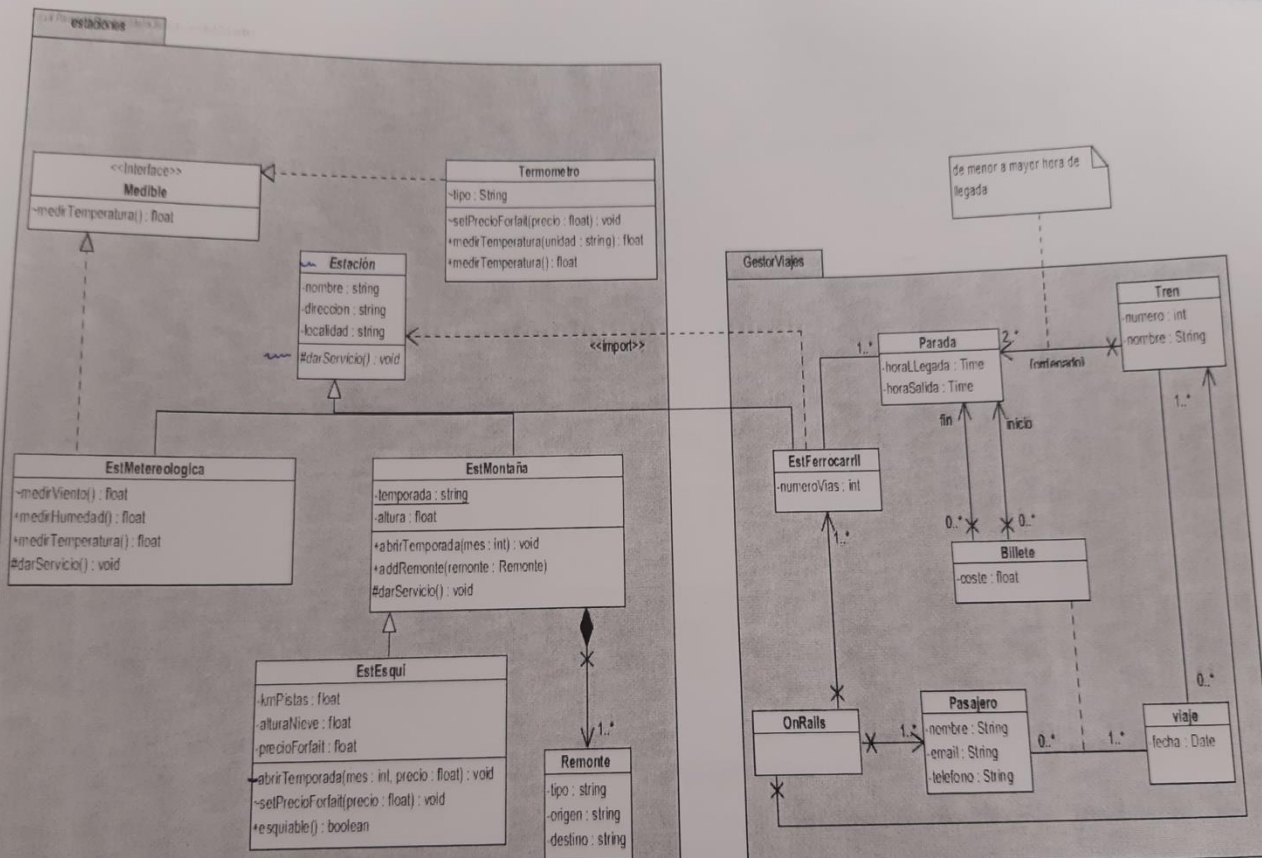 estaciones
<<Interface>>
Medible
~medirTemperatura() : float
Termometro
~tipo : String
~setPrecioForfait(precio : float) : void
+medirTemperatura(unidad : string) : float
+medirTemperatura() : float
Estación
-nombre : string
-direccion : string
-localidad : string
#darServicio() : void
<<import>>
EstMetereologica
~medirViento() : float
+medirHumedad() : float
+medirTemperatura() : float
#darServicio() : void
EstMontaña
-temporada : string
-altura : float
+abrirTemporada(mes : int) : void
+addRemonte(remonte : Remonte)
#darServicio() : void
EstEsqui
-kmPistas : float
-alturaNieve : float
-precioForfait : float
+abrirTemporada(mes : int, precio : float) : void
~setPrecioForfait(precio : float) : void
+esquiable() : boolean
1..*
Remonte
-tipo : string
-origen : string
-destino : string
de menor a mayor hora de
llegada
GestorViajes
Tren
-numero : int
-nombre : String
1..*
Parada
-horaLLegada : Time
-horaSalida : Time
2..*
{ordenado}
1..*
fin
inicio
EstFerrocarril
-numeroVias : int
1..*
0..*
0..*
Billete
-coste : float
OnRails
1..*
Pasajero
-nombre : String
-email : String
-telefono : String
0..*
1..*
0..*
viaje
-fecha : Date